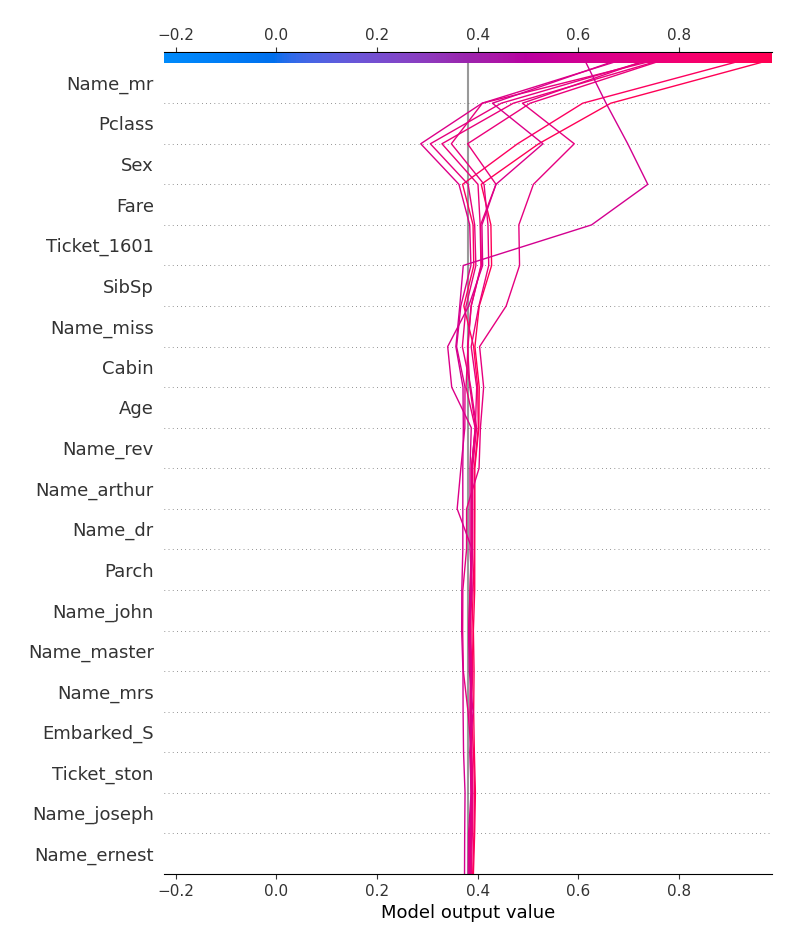 −0.2 0.0 0.2 0.4 0.6 0.8
Name_mr
Pclass
Sex
Fare
Ticket_1601
SibSp
Name_miss
Cabin
Age
Name_rev
Name_arthur
Name_dr
Parch
Name_john
Name_master
Name_mrs
Embarked_S
Ticket_ston
Name_joseph
Name_ernest
−0.2 0.0 0.2 0.4 0.6 0.8
Model output value